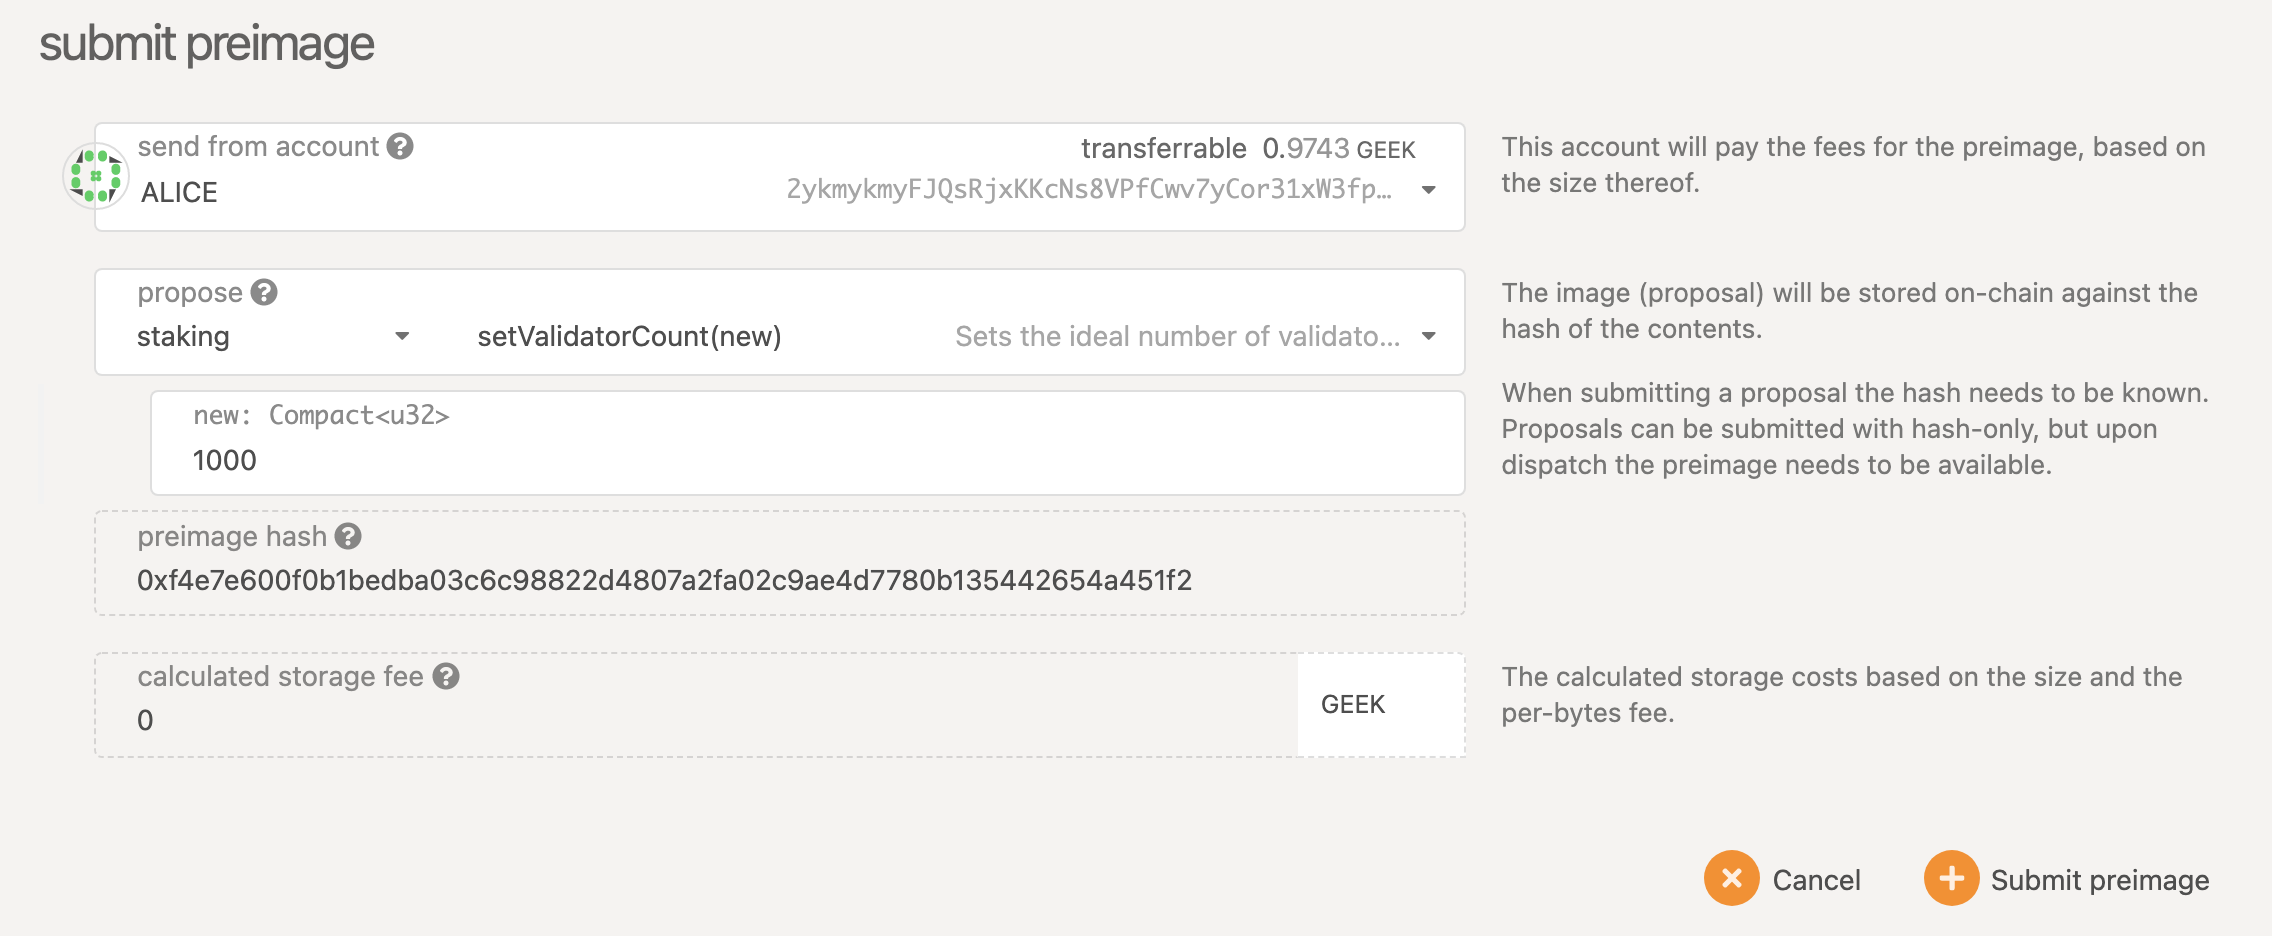 submit preimage
send from account
transferrable 0.9743 GEEK
ALICE
2ykmykmyFJQsRjxKKcNs8VPfCwv7yCor31xW3fp…
This account will pay the fees for the preimage, based on
the size thereof.
propose
staking
setValidatorCount(new)
Sets the ideal number of validato...
The image (proposal) will be stored on-chain against the
hash of the contents.
new: Compact<u32>
1000
When submitting a proposal the hash needs to be known.
Proposals can be submitted with hash-only, but upon
dispatch the preimage needs to be available.
preimage hash
0xf4e7e600f0b1bedba03c6c98822d4807a2fa02c9ae4d7780b135442654a451f2
calculated storage fee
0
GEEK
The calculated storage costs based on the size and the
per-bytes fee.
Cancel
Submit preimage